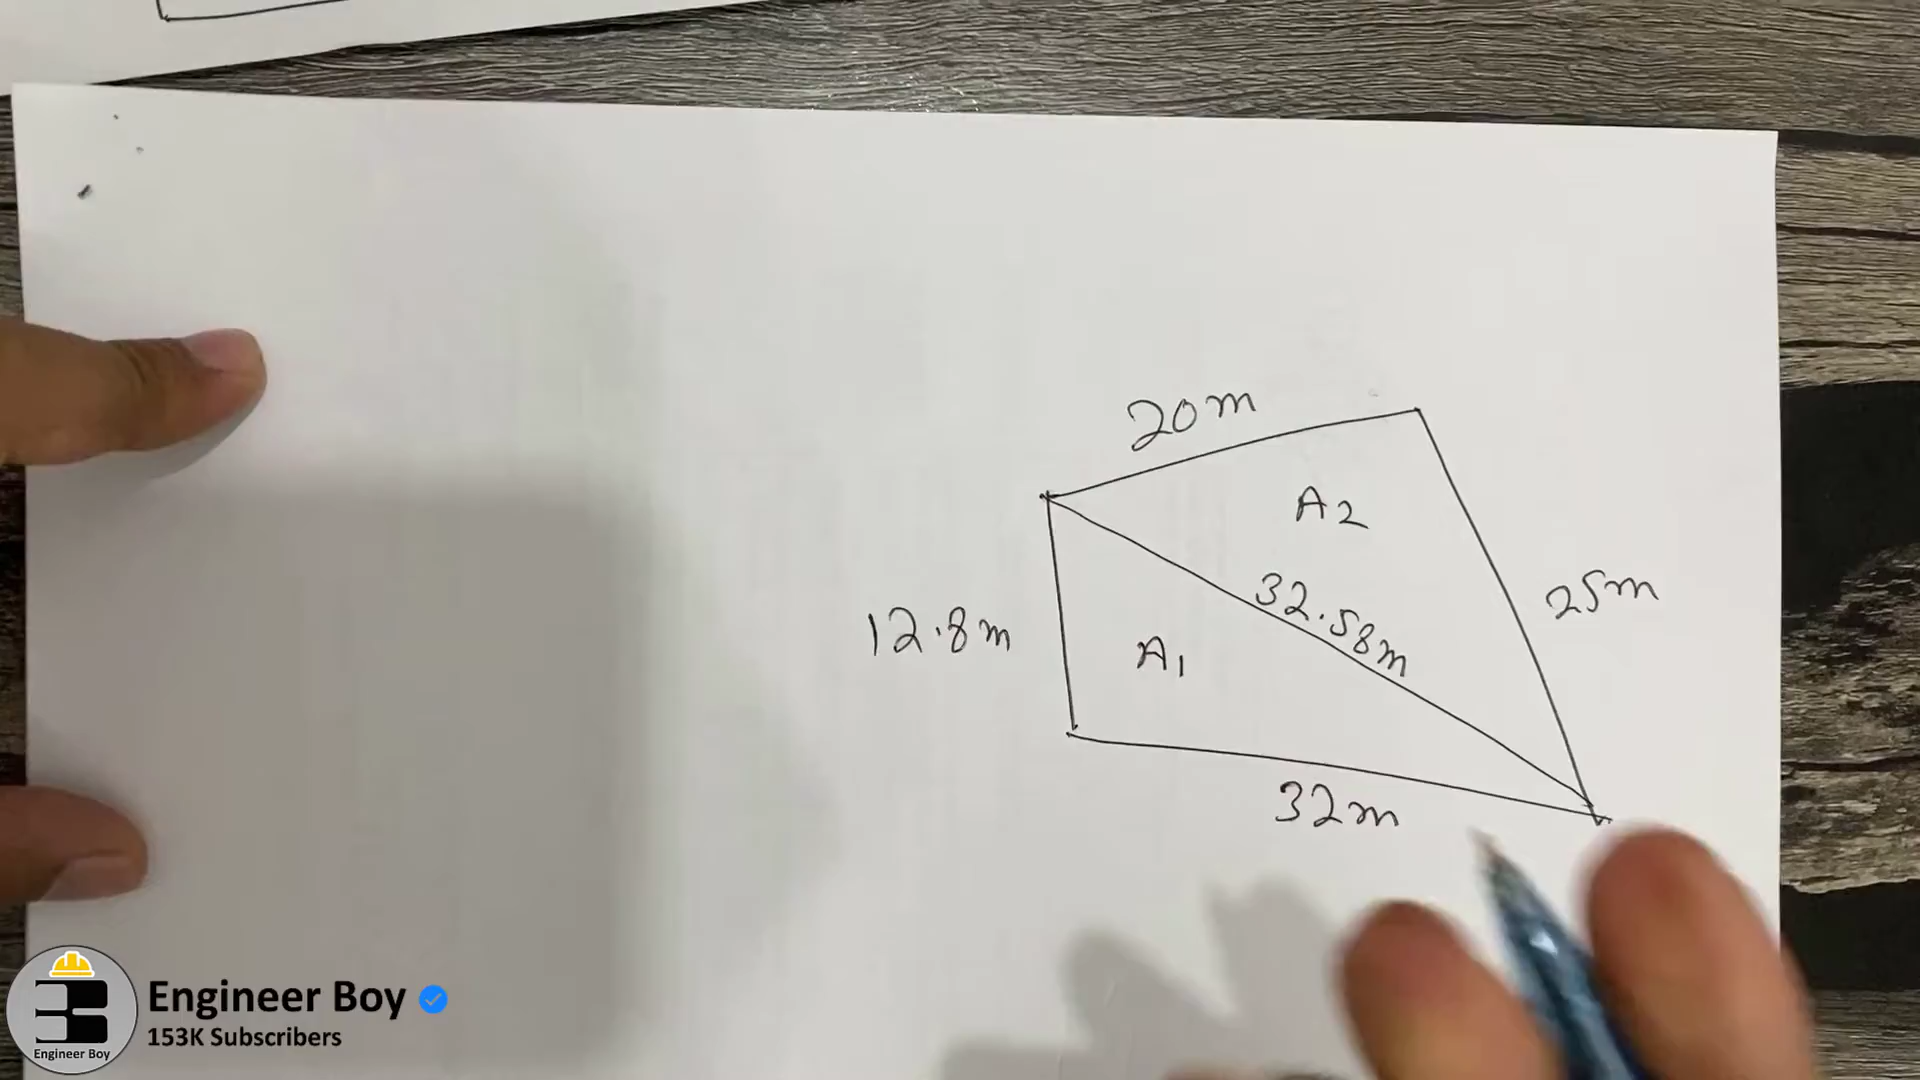 20m
A2
32.58m
25m
12.8m
A1
32m
Engineer Boy
153K Subscribers
Engineer Boy